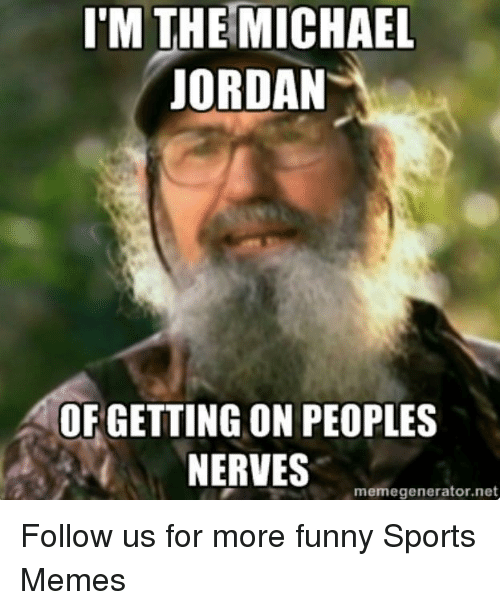 I'M THE MICHAEL
JORDAN
OF GETTING ON PEOPLES
NERVES
memegenerator.net
Follow us for more funny Sports
Memes